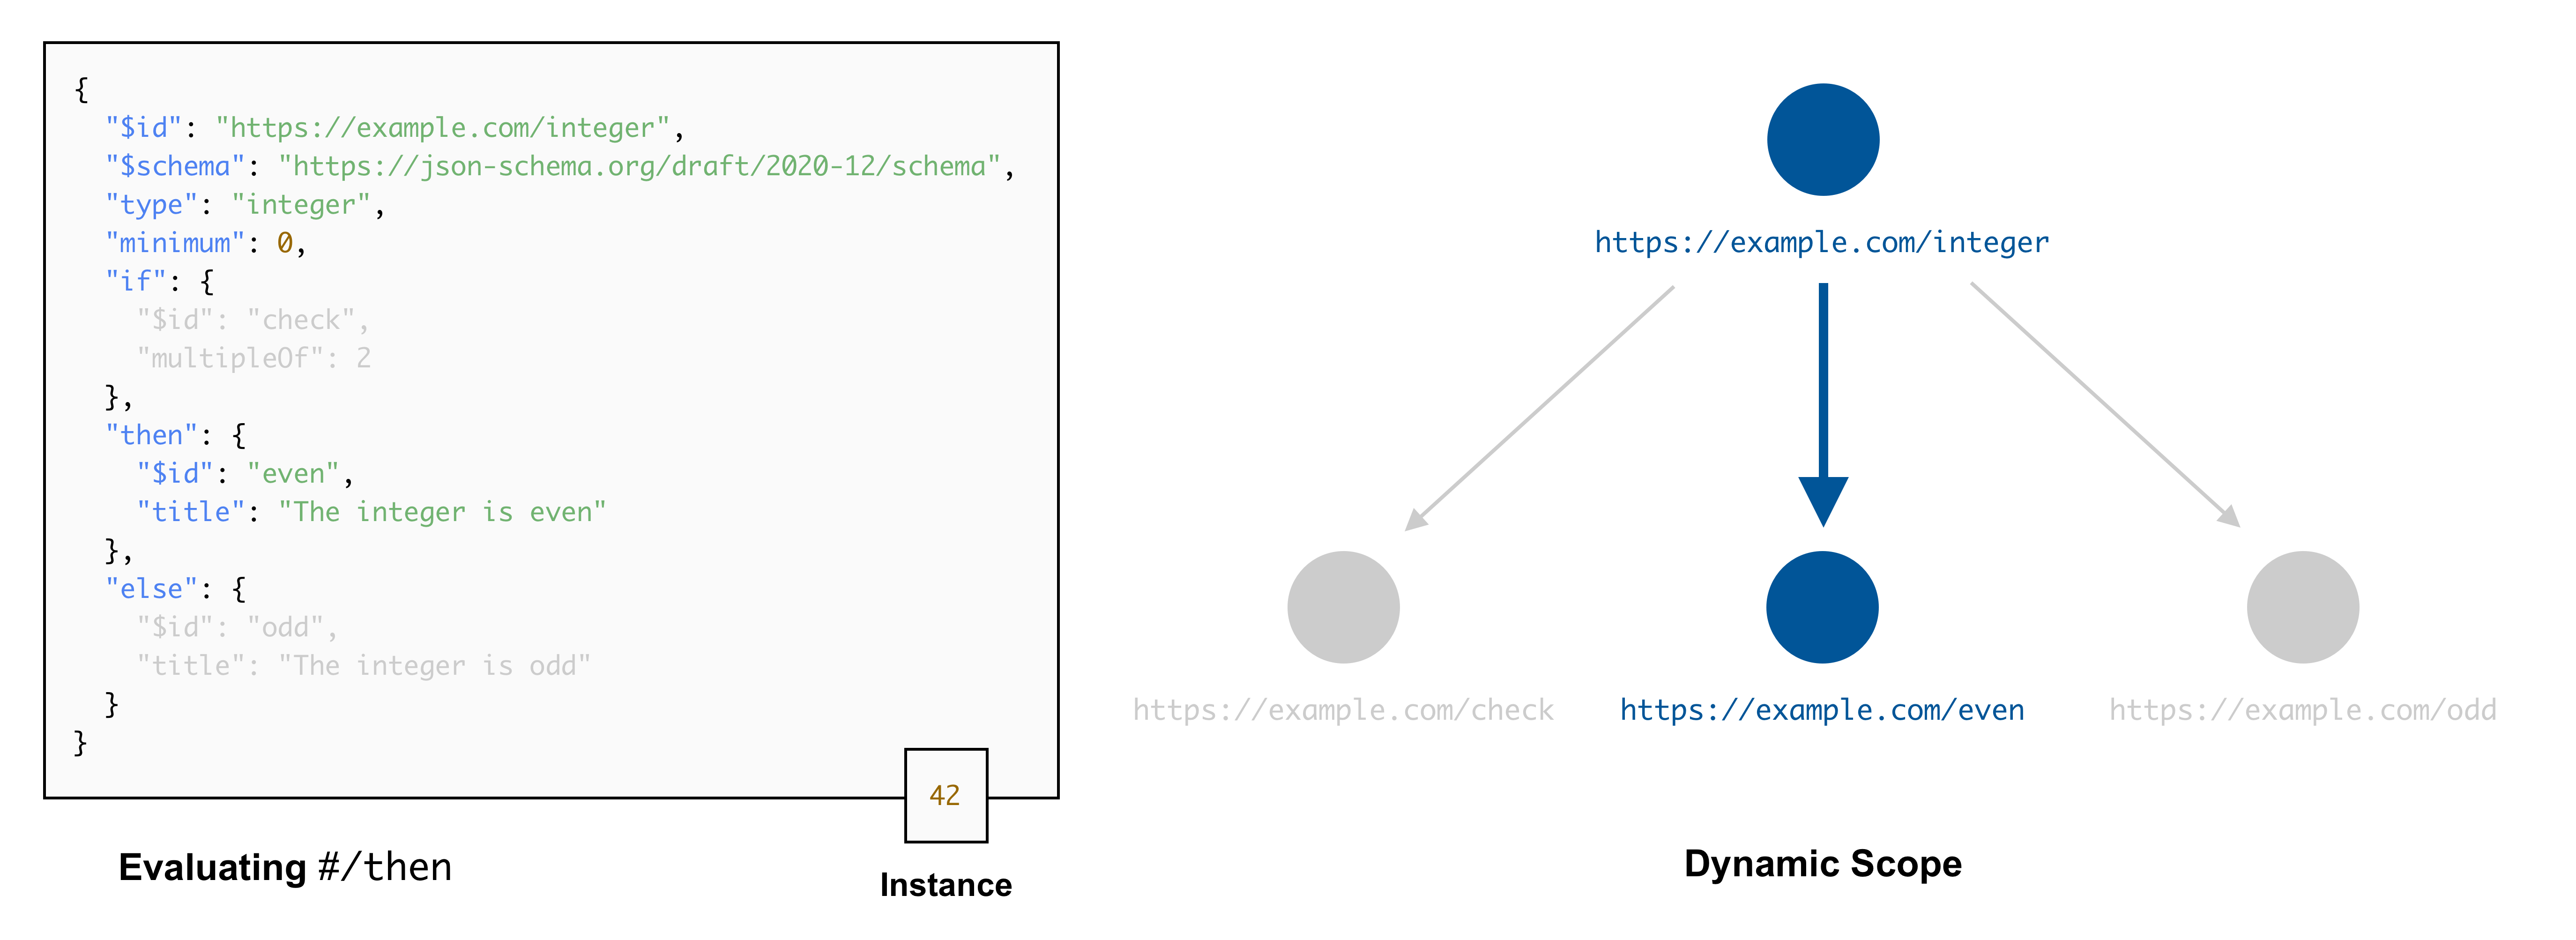 {
  "$id": "https://example.com/integer",
  "$schema": "https://json-schema.org/draft/2020-12/schema",
  "type": "integer",
  "minimum": 0,
  "if": {
    "$id": "check",
    "multipleOf": 2
  },
  "then": {
    "$id": "even",
    "title": "The integer is even"
  },
  "else": {
    "$id": "odd",
    "title": "The integer is odd"
  }
}
42
Evaluating #/then
Instance
https://example.com/integer
https://example.com/check
https://example.com/even
https://example.com/odd
Dynamic Scope